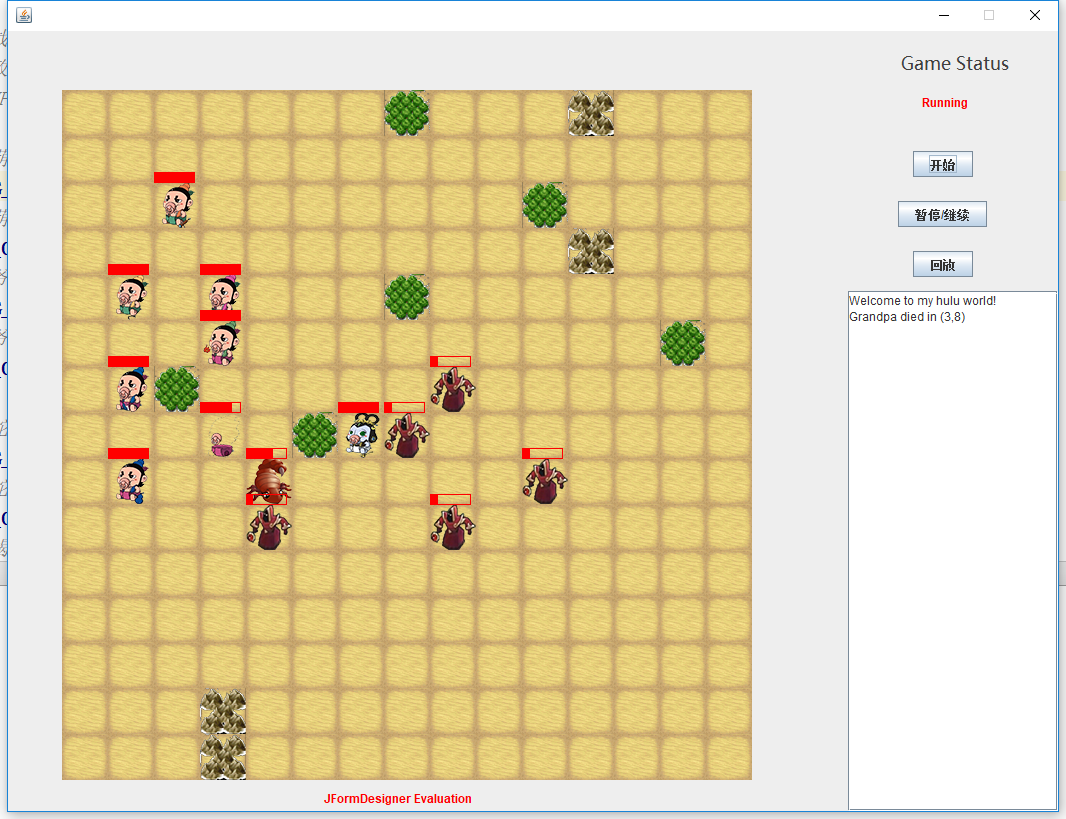 Game Status
Running
开始
暂停/继续
回放
Welcome to my hulu world!
Grandpa died in (3,8)
JFormDesigner Evaluation